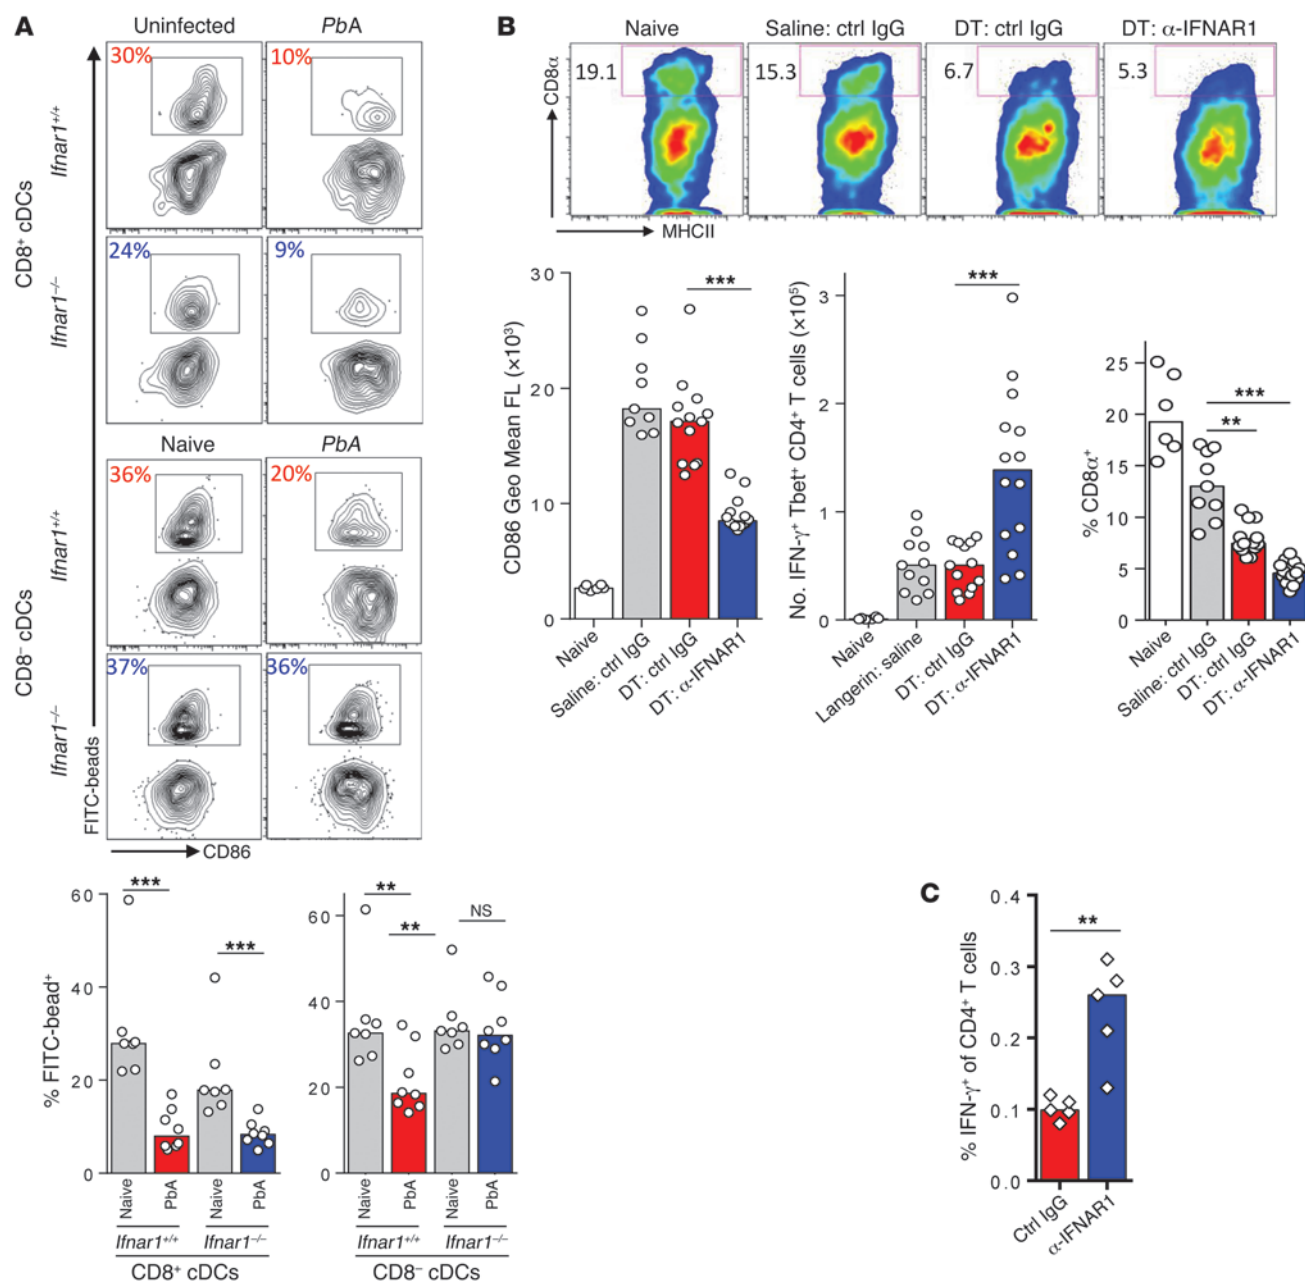 A
Uninfected
PbA
30%
10%
Ifnar1+/+
24%
9%
Ifnar1–/–
CD8+ cDCs
Naive
PbA
36%
20%
Ifnar1+/+
37%
36%
Ifnar1–/–
CD8– cDCs
FITC-beads
CD86
% FITC-bead+
60
40
20
0
***
***
Naive
PbA
Naive
PbA
Ifnar1+/+
Ifnar1–/–
CD8+ cDCs
60
40
20
0
**
**
NS
Naive
PbA
Naive
PbA
Ifnar1+/+
Ifnar1–/–
CD8– cDCs
B
Naive
Saline: ctrl IgG
DT: ctrl IgG
DT: α-IFNAR1
CD8α
19.1
15.3
6.7
5.3
MHCII
CD86 Geo Mean FL (×10³)
30
20
10
0
***
Naive
Saline: ctrl IgG
DT: ctrl IgG
DT: α-IFNAR1
No. IFN-γ+ Tbet+ CD4+ T cells (×10⁵)
3
2
1
0
***
Naive
Langerin: saline
DT: ctrl IgG
DT: α-IFNAR1
% CD8α+
25
20
15
10
5
0
***
**
Naive
Saline: ctrl IgG
DT: ctrl IgG
DT: α-IFNAR1
C
% IFN-γ+ of CD4+ T cells
0.4
0.3
0.2
0.1
0.0
**
Ctrl IgG
α-IFNAR1